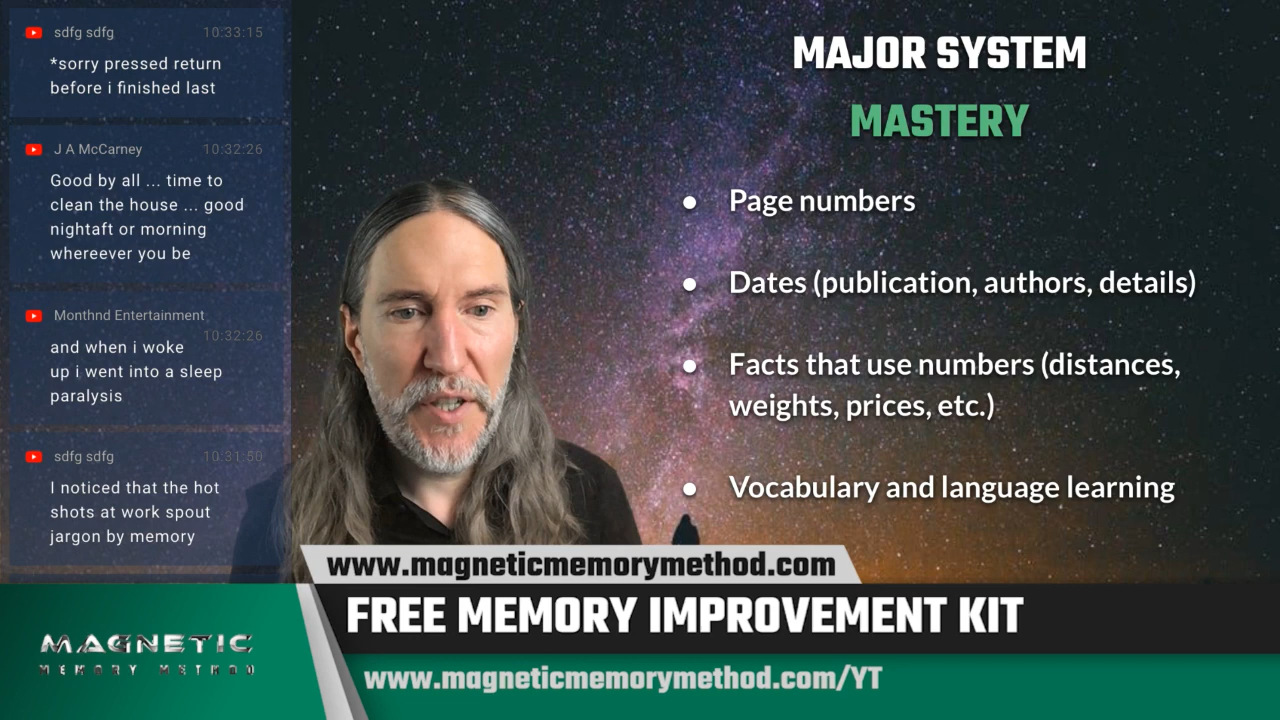 sdfg sdfg 10:33:15
*sorry pressed return
before i finished last
J A McCarney 10:32:26
Good by all ... time to
clean the house ... good
nightaft or morning
whereever you be
Monthnd Entertainment
10:32:26
and when i woke
up i went into a sleep
paralysis
sdfg sdfg 10:31:50
I noticed that the hot
shots at work spout
jargon by memory
MAJOR SYSTEM
MASTERY
• Page numbers
• Dates (publication, authors, details)
• Facts that use numbers (distances,
weights, prices, etc.)
• Vocabulary and language learning
www.magneticmemorymethod.com
FREE MEMORY IMPROVEMENT KIT
www.magneticmemorymethod.com/YT
MAGNETIC
MEMORY METHOD